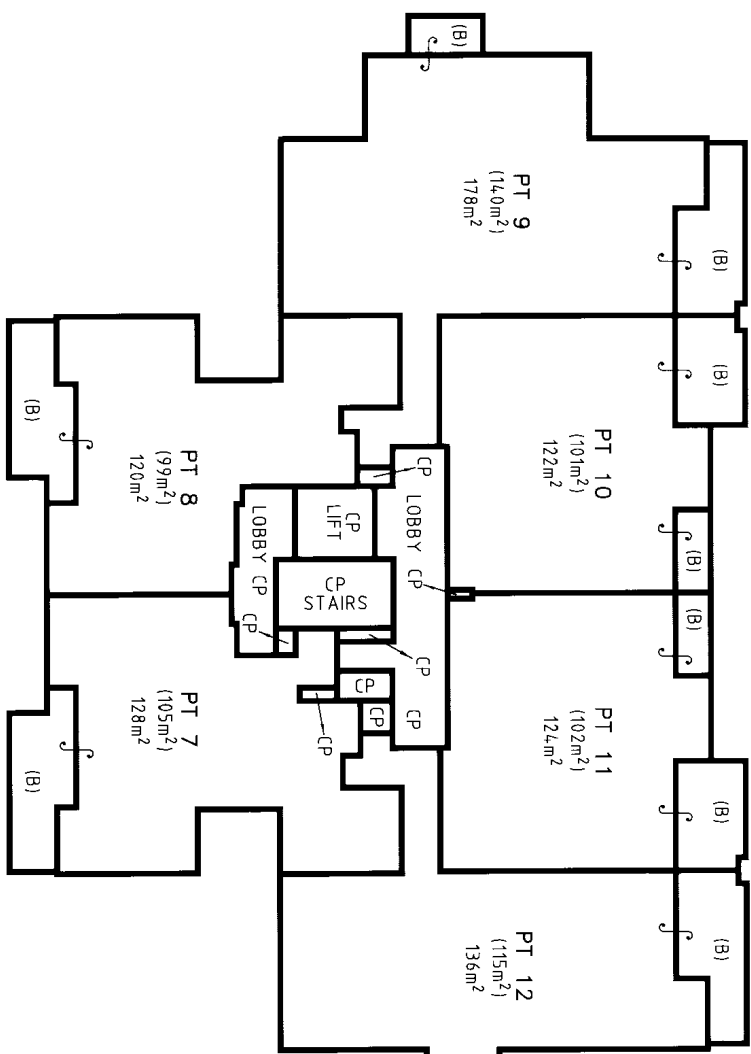 (B)
PT 9
(140m²)
178m²
(B)
(B)
PT 10
(101m²)
122m²
(B)
(B)
PT 11
(102m²)
124m²
(B)
(B)
PT 12
(115m²)
136m²
(B)
PT 8
(99m²)
120m²
CP
LOBBY
CP
LIFT
LOBBY
CP
CP
STAIRS
CP
CP
CP
CP
CP
CP
CP
PT 7
(105m²)
128m²
(B)